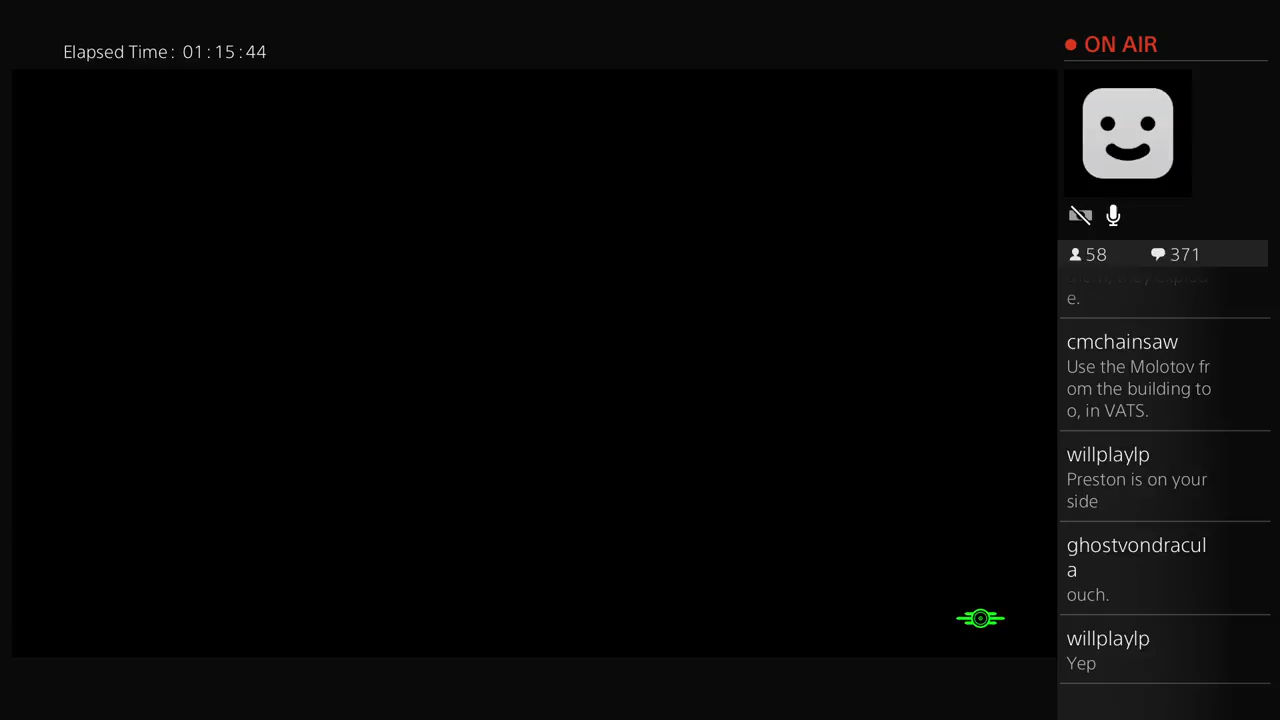 Elapsed Time: 01:15:44
ON AIR
58 371
e.
cmchainsaw
Use the Molotov fr
om the building to
o, in VATS.
willplaylp
Preston is on your
side
ghostvondracul
a
ouch.
willplaylp
Yep